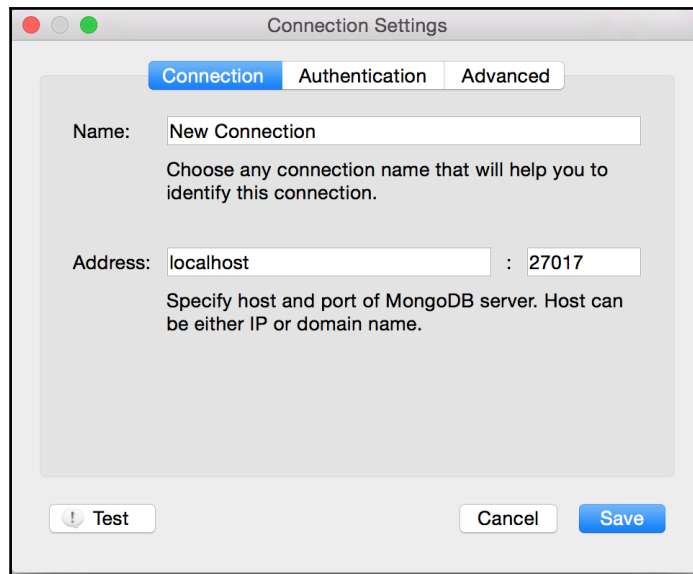 Connection Settings
Connection Authentication Advanced
Name: New Connection
Choose any connection name that will help you to
identify this connection.
Address: localhost : 27017
Specify host and port of MongoDB server. Host can
be either IP or domain name.
! Test Cancel Save